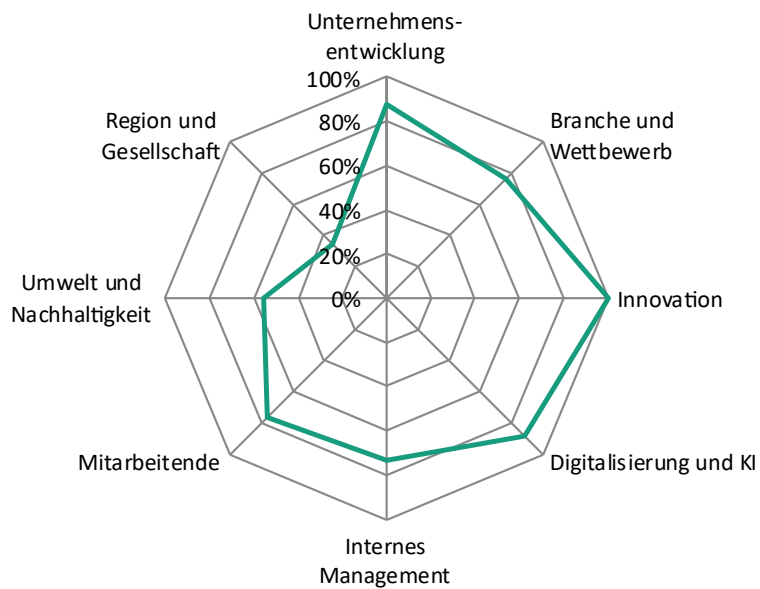 Unternehmens-
entwicklung
100%
80%
60%
40%
20%
0%
Branche und
Wettbewerb
Innovation
Digitalisierung und KI
Internes
Management
Mitarbeitende
Umwelt und
Nachhaltigkeit
Region und
Gesellschaft